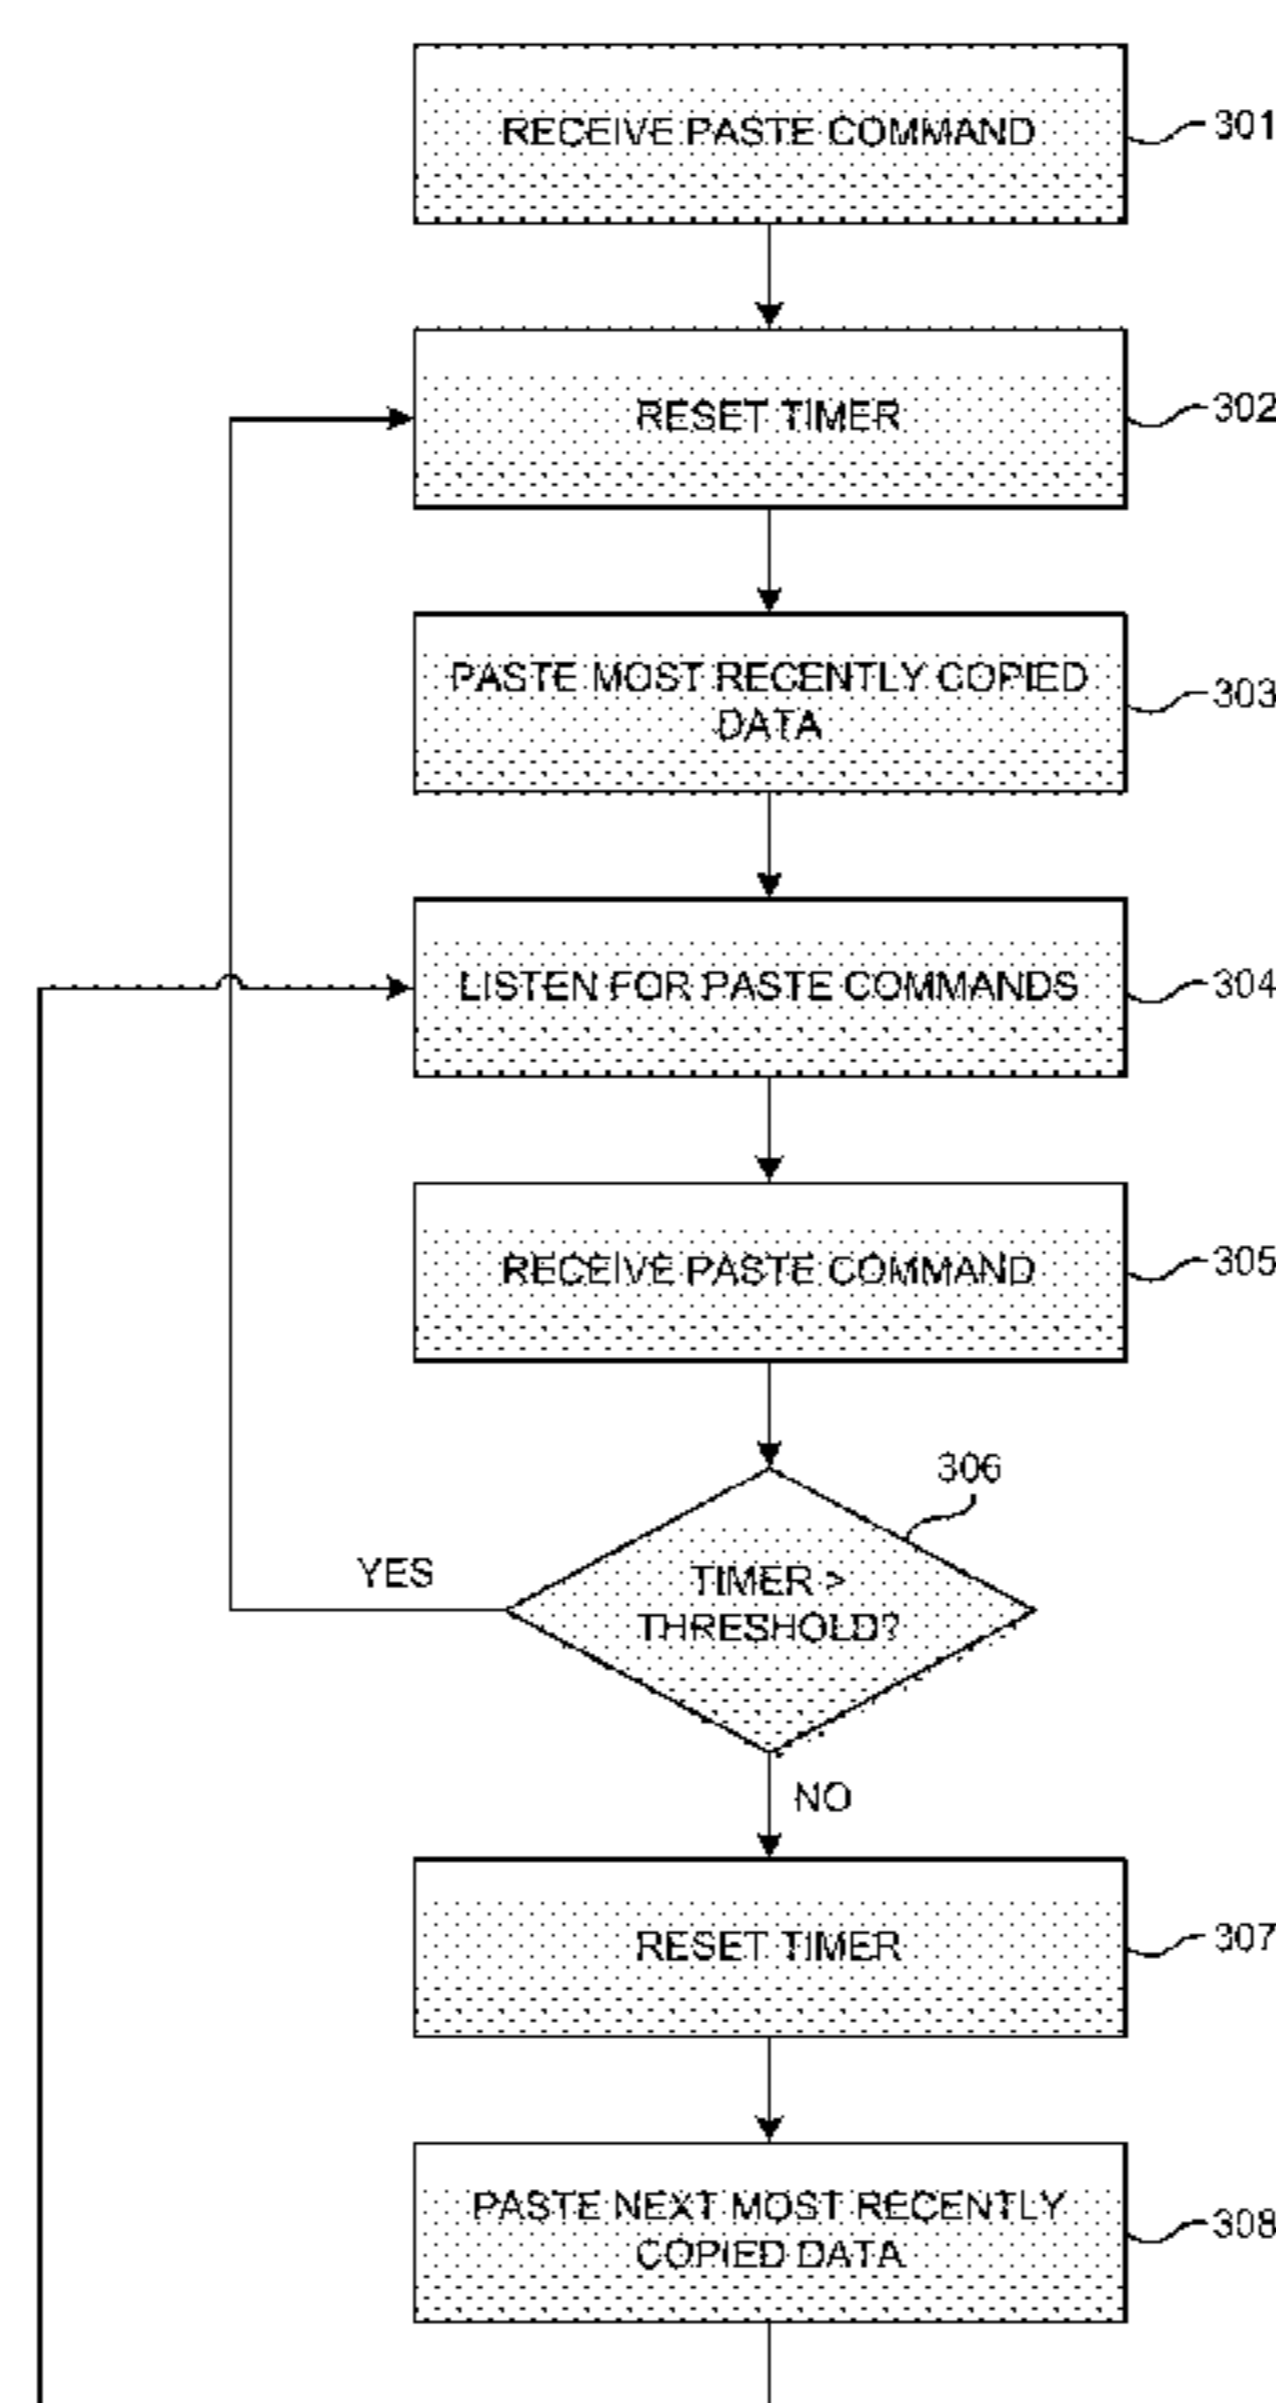 RECEIVE PASTE COMMAND
301
RESET TIMER
302
PASTE MOST RECENTLY COPIED
DATA
303
LISTEN FOR PASTE COMMANDS
304
RECEIVE PASTE COMMAND
305
306
TIMER >
THRESHOLD?
YES
NO
RESET TIMER
307
PASTE NEXT MOST RECENTLY
COPIED DATA
308